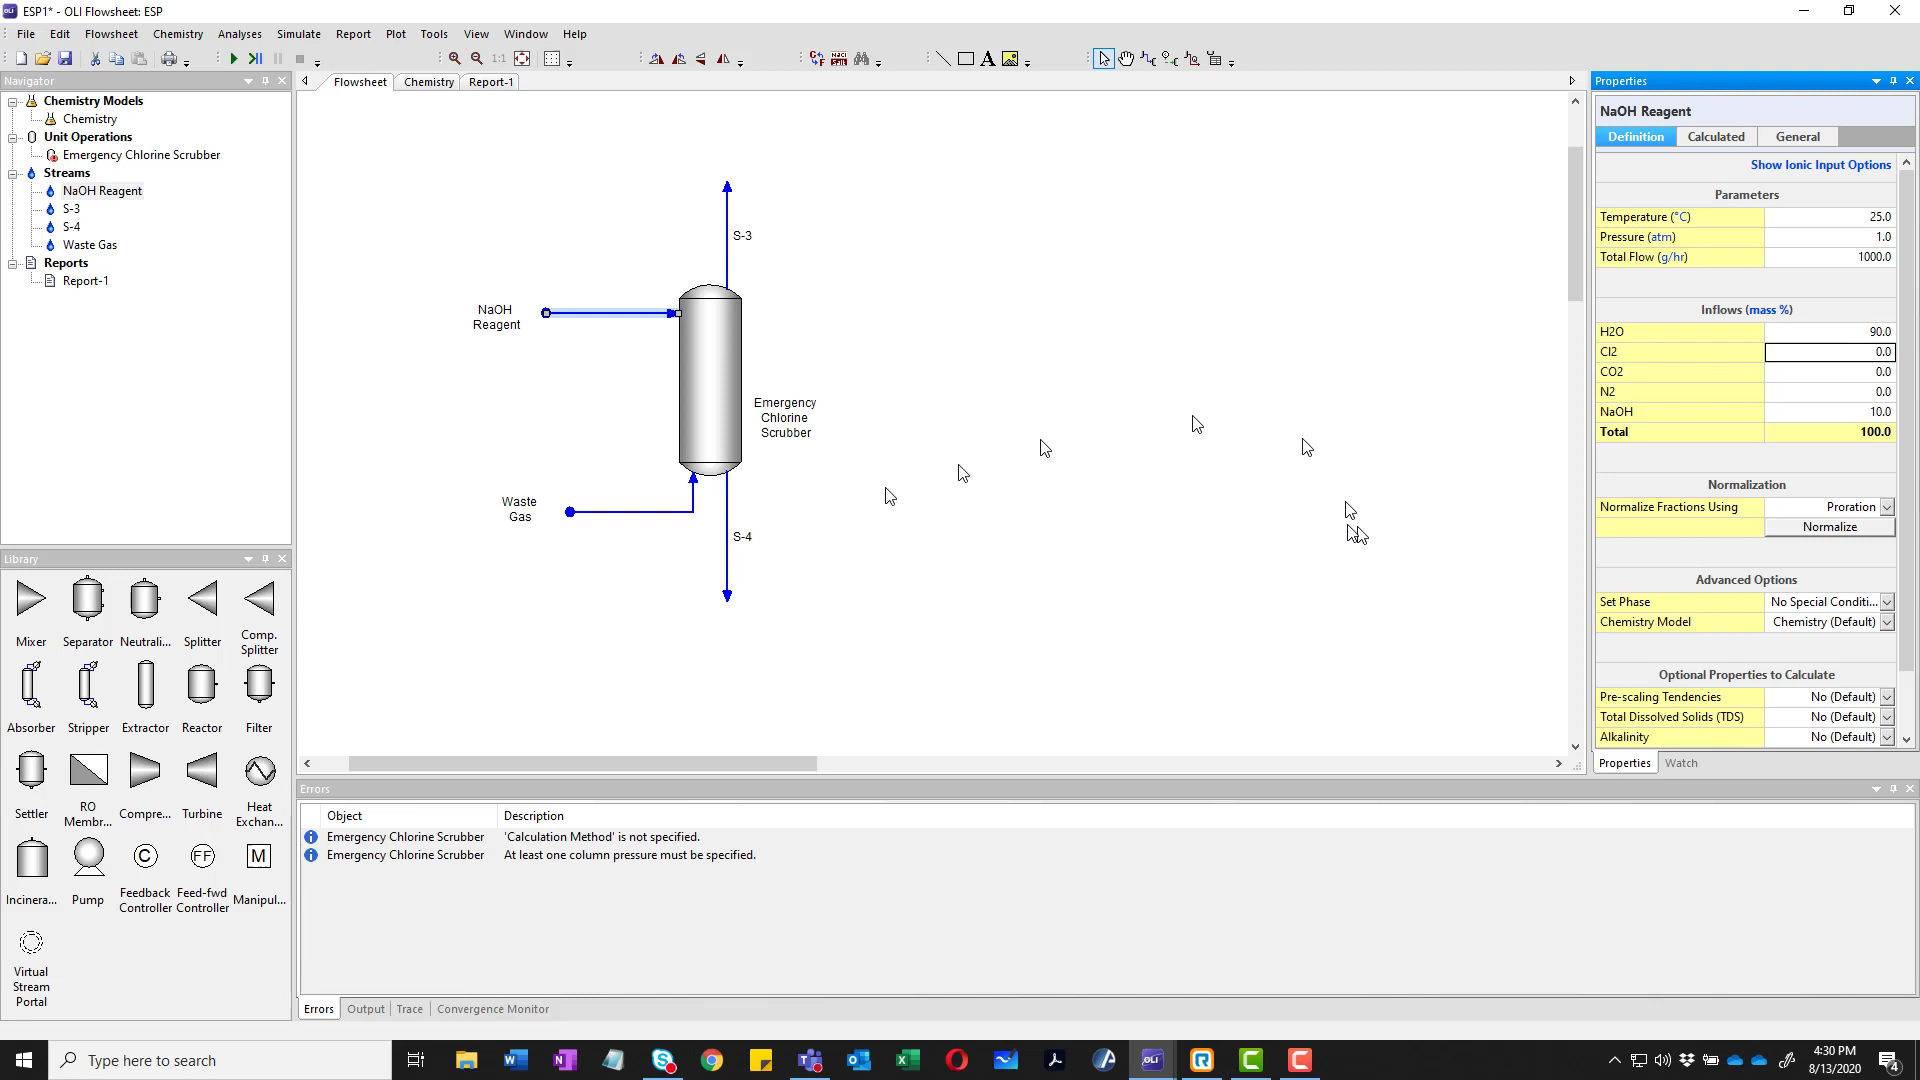 ESP1* - OLI Flowsheet: ESP
File Edit Flowsheet Chemistry Analyses Simulate Report Plot Tools View Window Help
Navigator
Chemistry Models
Chemistry
Unit Operations
Emergency Chlorine Scrubber
Streams
NaOH Reagent
S-3
S-4
Waste Gas
Reports
Report-1
Library
Mixer Separator Neutrali... Splitter Comp. Splitter
Absorber Stripper Extractor Reactor Filter
Settler RO Membr... Compre... Turbine Heat Exchan...
Incinera... Pump Feedback Controller Feed-fwd Controller Manipul...
C FF M
Virtual Stream Portal
1:1
Flowsheet Chemistry Report-1
S-3
NaOH
Reagent
Emergency
Chlorine
Scrubber
Waste
Gas
S-4
Properties
NaOH Reagent
Definition Calculated General
Show Ionic Input Options
Parameters
Temperature (°C) 25.0
Pressure (atm) 1.0
Total Flow (g/hr) 1000.0
Inflows (mass %)
H2O 90.0
Cl2 0.0
CO2 0.0
N2 0.0
NaOH 10.0
Total 100.0
Normalization
Normalize Fractions Using Proration
Normalize
Advanced Options
Set Phase No Special Conditi...
Chemistry Model Chemistry (Default)
Optional Properties to Calculate
Pre-scaling Tendencies No (Default)
Total Dissolved Solids (TDS) No (Default)
Alkalinity No (Default)
Properties Watch
Errors
Object Description
Emergency Chlorine Scrubber 'Calculation Method' is not specified.
Emergency Chlorine Scrubber At least one column pressure must be specified.
Errors Output Trace Convergence Monitor
Type here to search
OLI
4:30 PM
8/13/2020
4